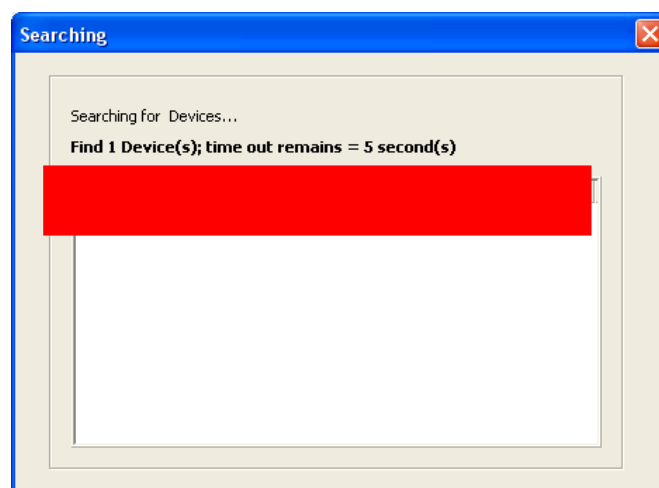 Searching
Searching for Devices...
Find 1 Device(s); time out remains = 5 second(s)